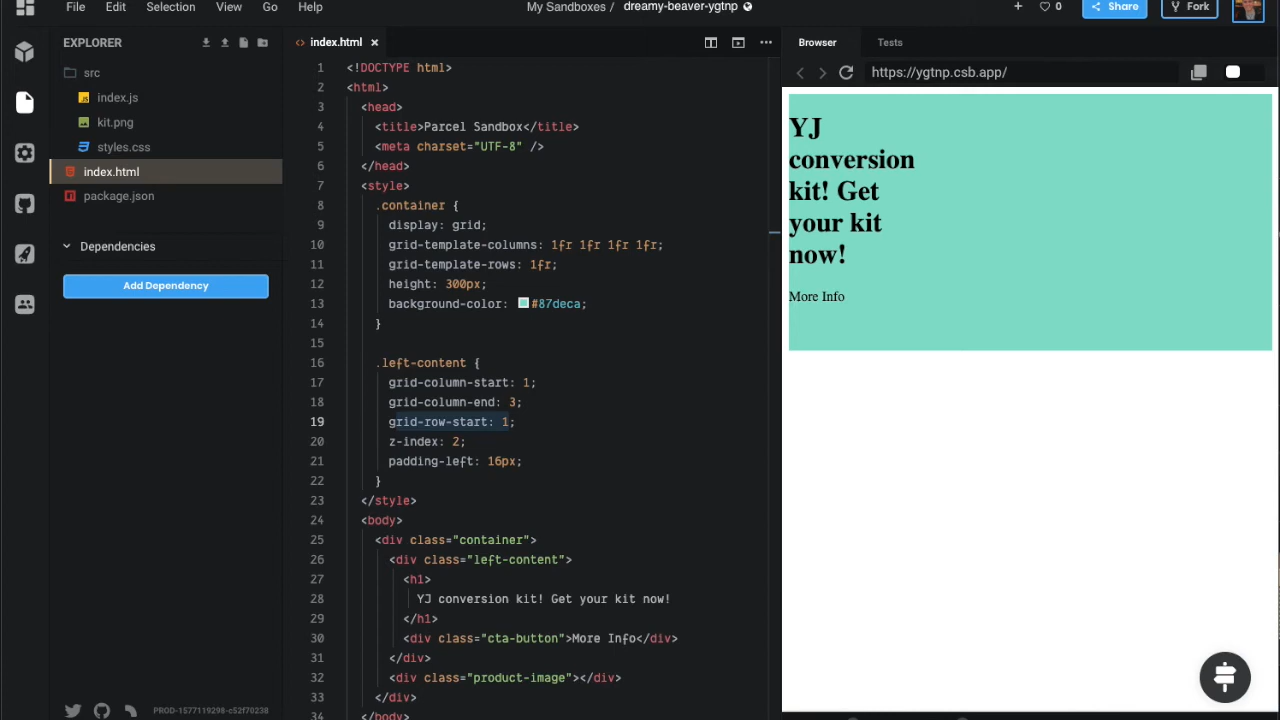 File Edit Selection View Go Help
My Sandboxes / dreamy-beaver-ygtnp
0 Share Fork
EXPLORER
src
index.js
kit.png
styles.css
index.html
package.json
Dependencies
Add Dependency
PROD-1577119298-c52f70238
index.html
1 <!DOCTYPE html>
2 <html>
3 <head>
4 <title>Parcel Sandbox</title>
5 <meta charset="UTF-8" />
6 </head>
7 <style>
8 .container {
9 display: grid;
10 grid-template-columns: 1fr 1fr 1fr 1fr;
11 grid-template-rows: 1fr;
12 height: 300px;
13 background-color: #87deca;
14 }
15
16 .left-content {
17 grid-column-start: 1;
18 grid-column-end: 3;
19 grid-row-start: 1;
20 z-index: 2;
21 padding-left: 16px;
22 }
23 </style>
24 <body>
25 <div class="container">
26 <div class="left-content">
27 <h1>
28 YJ conversion kit! Get your kit now!
29 </h1>
30 <div class="cta-button">More Info</div>
31 </div>
32 <div class="product-image"></div>
33 </div>
34 </body>
Browser Tests
https://ygtnp.csb.app/
YJ
conversion
kit! Get
your kit
now!
More Info